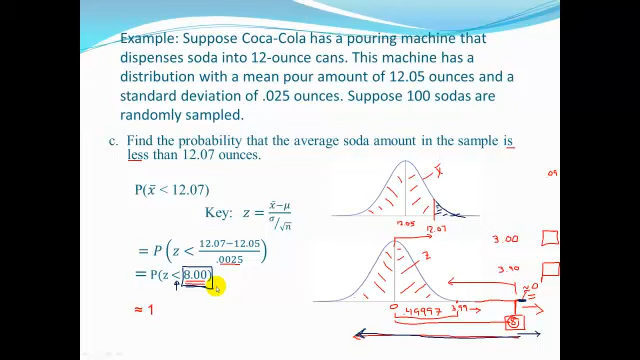 Example: Suppose Coca-Cola has a pouring machine that
dispenses soda into 12-ounce cans. This machine has a
distribution with a mean pour amount of 12.05 ounces and a
standard deviation of .025 ounces. Suppose 100 sodas are
randomly sampled.
c. Find the probability that the average soda amount in the sample is
less than 12.07 ounces.
P(x̄ < 12.07)
Key: z = (x̄−μ)/(σ/√n)
= P(z < (12.07−12.05)/.0025)
= P(z < 8.00)
≈ 1
x̄
12.05
12.07
09
3.00
3.90
z
≈0
0
.49997
3.99
8